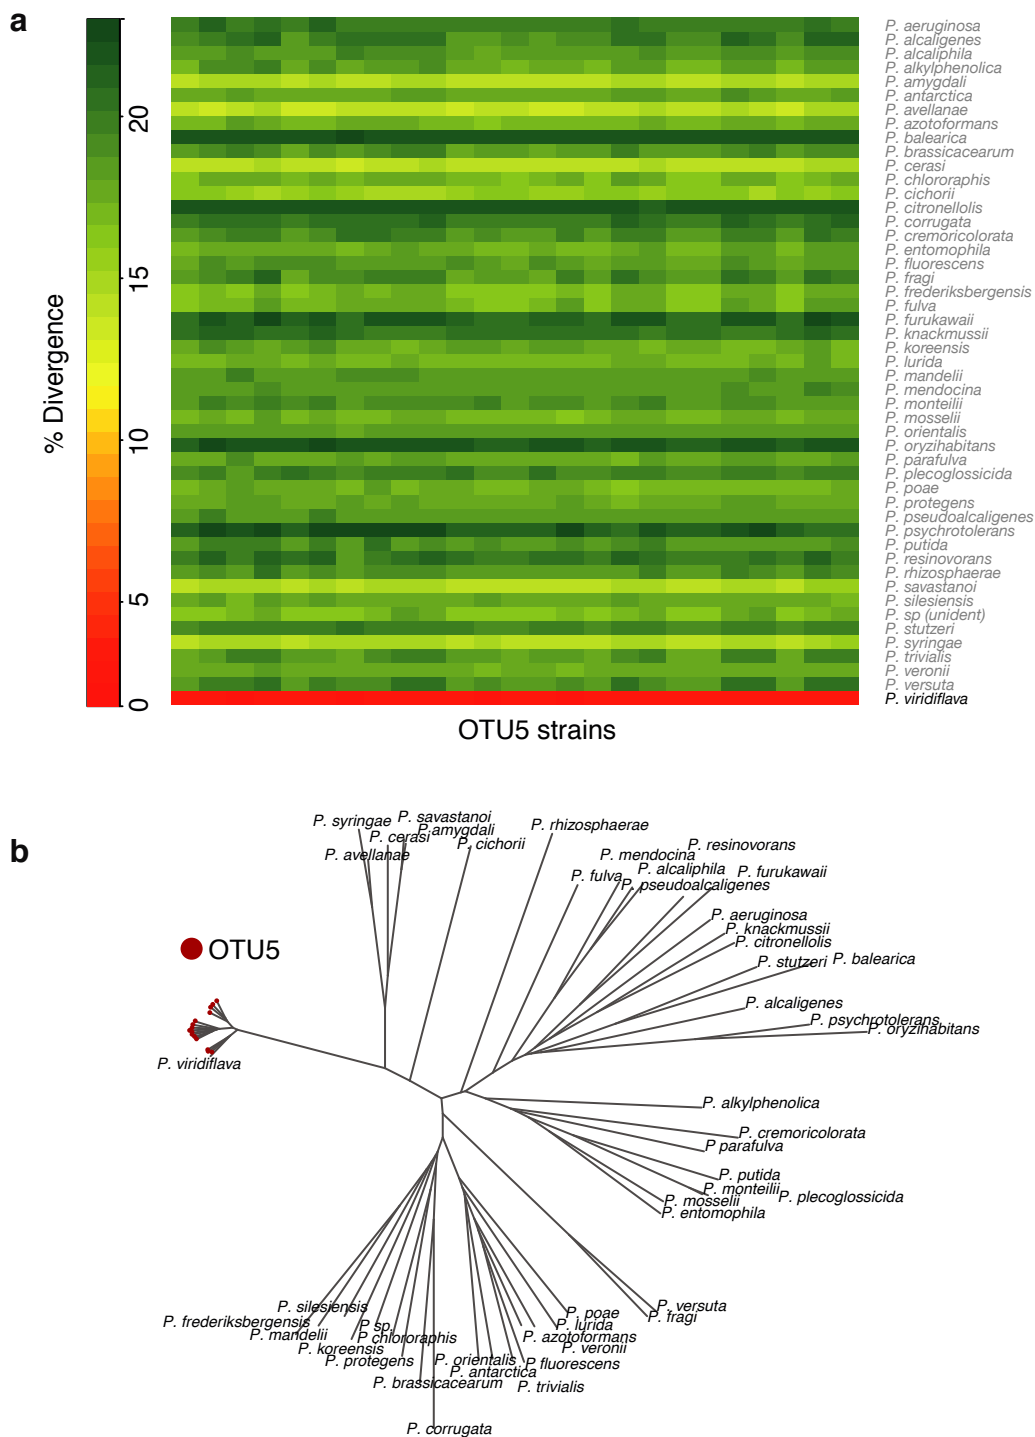 a
% Divergence
20
15
10
5
0
P. aeruginosa
P. alcaligenes
P. alcaliphila
P. alkylphenolica
P. amygdali
P. antarctica
P. avellanae
P. azotoformans
P. balearica
P. brassicacearum
P. cerasi
P. chlororaphis
P. cichorii
P. citronellolis
P. corrugata
P. cremoricolorata
P. entomophila
P. fluorescens
P. fragi
P. frederiksbergensis
P. fulva
P. furukawaii
P. knackmussii
P. koreensis
P. lurida
P. mandelii
P. mendocina
P. monteilii
P. mosselii
P. orientalis
P. oryzihabitans
P. parafulva
P. plecoglossicida
P. poae
P. protegens
P. pseudoalcaligenes
P. psychrotolerans
P. putida
P. resinovorans
P. rhizosphaerae
P. savastanoi
P. silesiensis
P. sp (unident)
P. stutzeri
P. syringae
P. trivialis
P. veronii
P. versuta
P. viridiflava
OTU5 strains
b
P. savastanoi
P. syringae
P. amygdali
P. cerasi
P. avellanae
P. cichorii
P. rhizosphaerae
P. resinovorans
P. mendocina
P. alcaliphila
P. furukawaii
P. fulva
P. pseudoalcaligenes
P. aeruginosa
P. knackmussii
P. citronellolis
OTU5
P. stutzeri
P. balearica
P. alcaligenes
P. psychrotolerans
P. oryzihabitans
P. viridiflava
P. alkylphenolica
P. cremoricolorata
P parafulva
P. putida
P. monteilii
P. plecoglossicida
P. mosselii
P. entomophila
P. versuta
P. fragi
P. silesiensis
P. poae
P. frederiksbergensis
P sp.
P. lurida
P. mandelii
P. chlororaphis
P. azotoformans
P. koreensis
P. veronii
P. protegens
P. orientalis
P. fluorescens
P. antarctica
P. brassicacearum
P. trivialis
P. corrugata